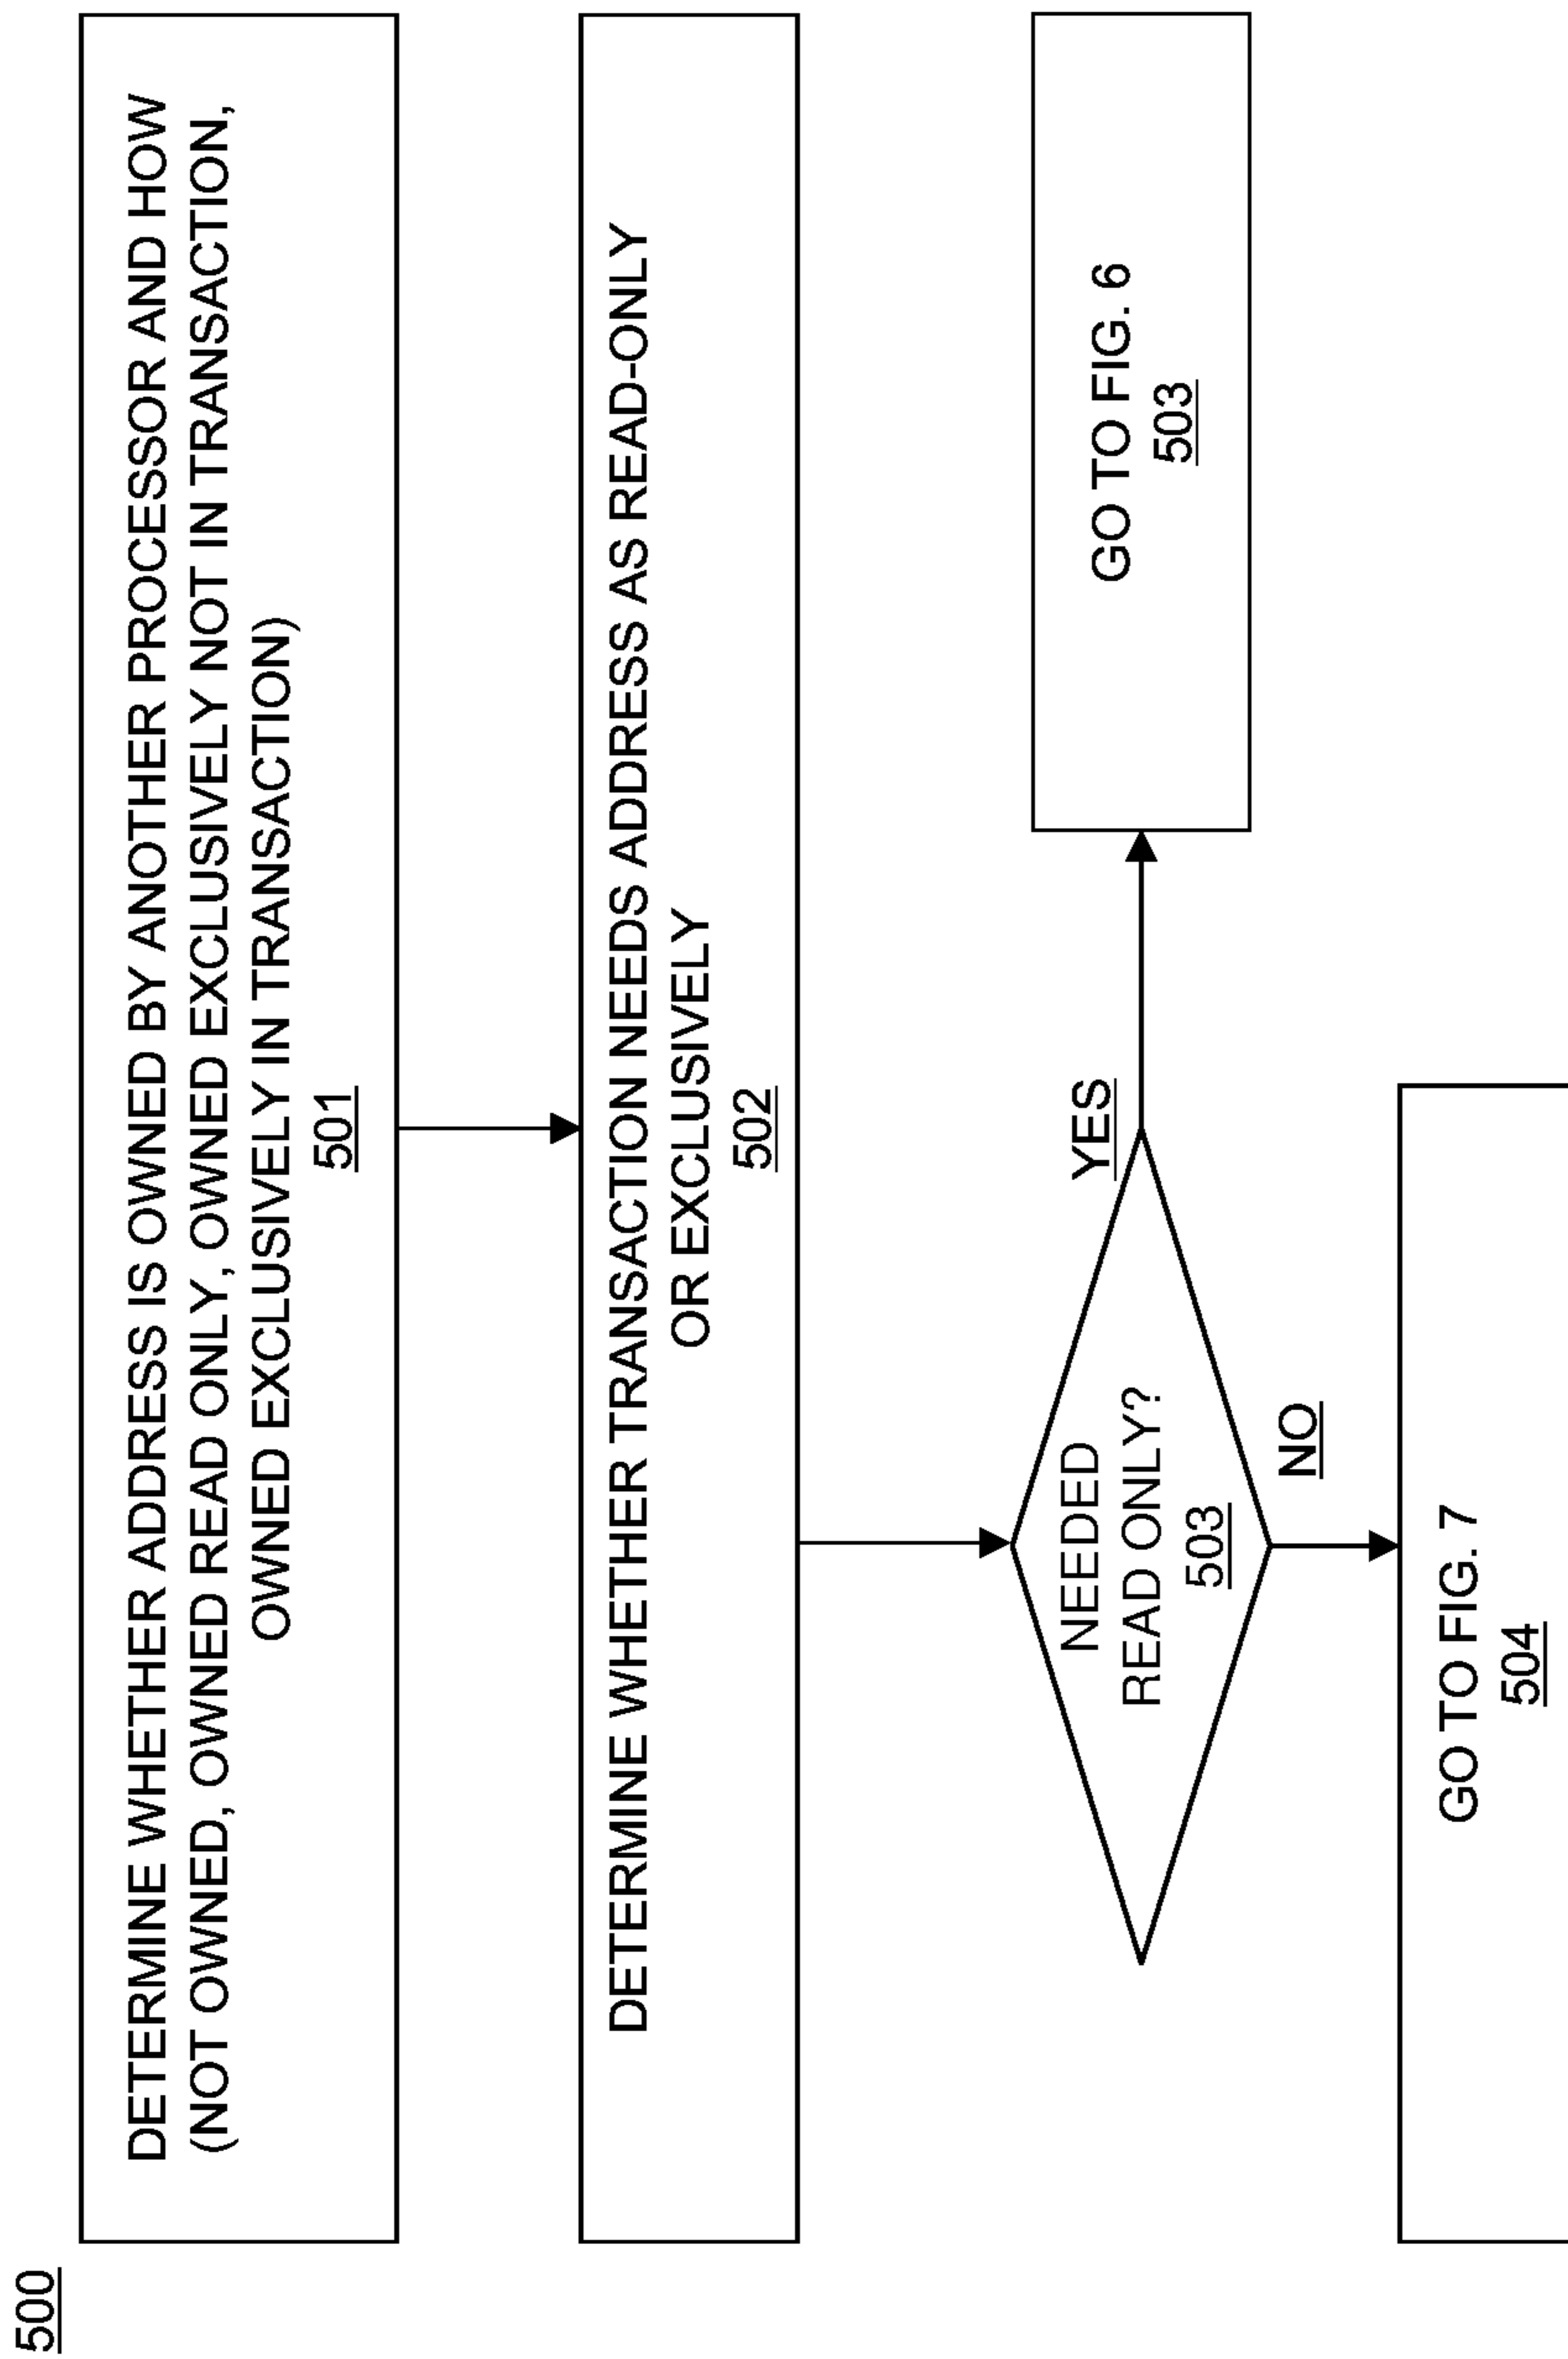 500
DETERMINE WHETHER ADDRESS IS OWNED BY ANOTHER PROCESSOR AND HOW
(NOT OWNED, OWNED READ ONLY, OWNED EXCLUSIVELY NOT IN TRANSACTION,
OWNED EXCLUSIVELY IN TRANSACTION)
501
DETERMINE WHETHER TRANSACTION NEEDS ADDRESS AS READ-ONLY
OR EXCLUSIVELY
502
NEEDED
READ ONLY?
503
YES
GO TO FIG. 6
503
NO
GO TO FIG. 7
504